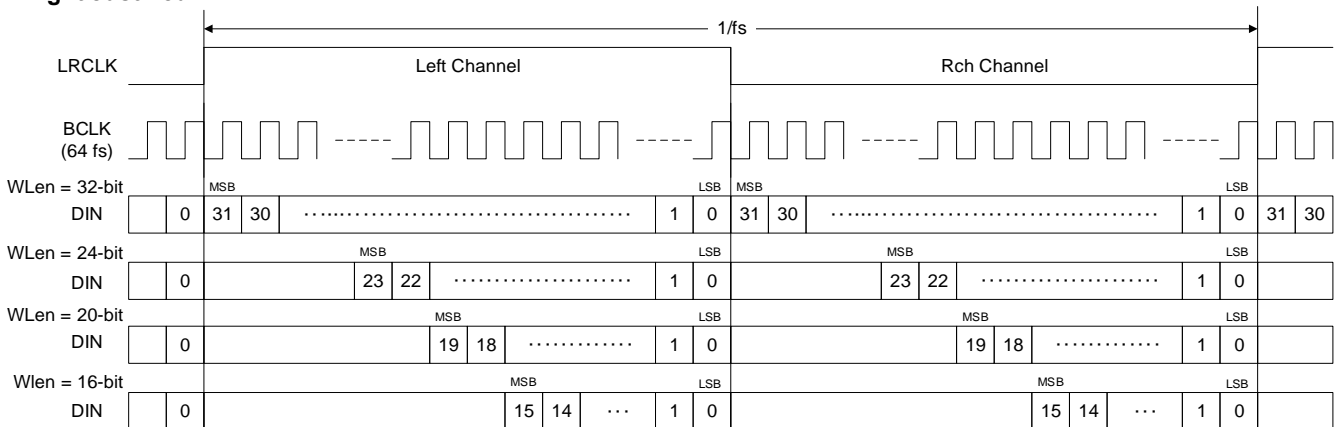 1/fs
LRCLK Left Channel Rch Channel
BCLK
(64 fs)
WLen = 32-bit MSB LSB MSB LSB
DIN 0 31 30 1 0 31 30 1 0 31 30
WLen = 24-bit MSB LSB MSB LSB
DIN 0 23 22 1 0 23 22 1 0
WLen = 20-bit MSB LSB MSB LSB
DIN 0 19 18 1 0 19 18 1 0
Wlen = 16-bit MSB LSB MSB LSB
DIN 0 15 14 1 0 15 14 1 0